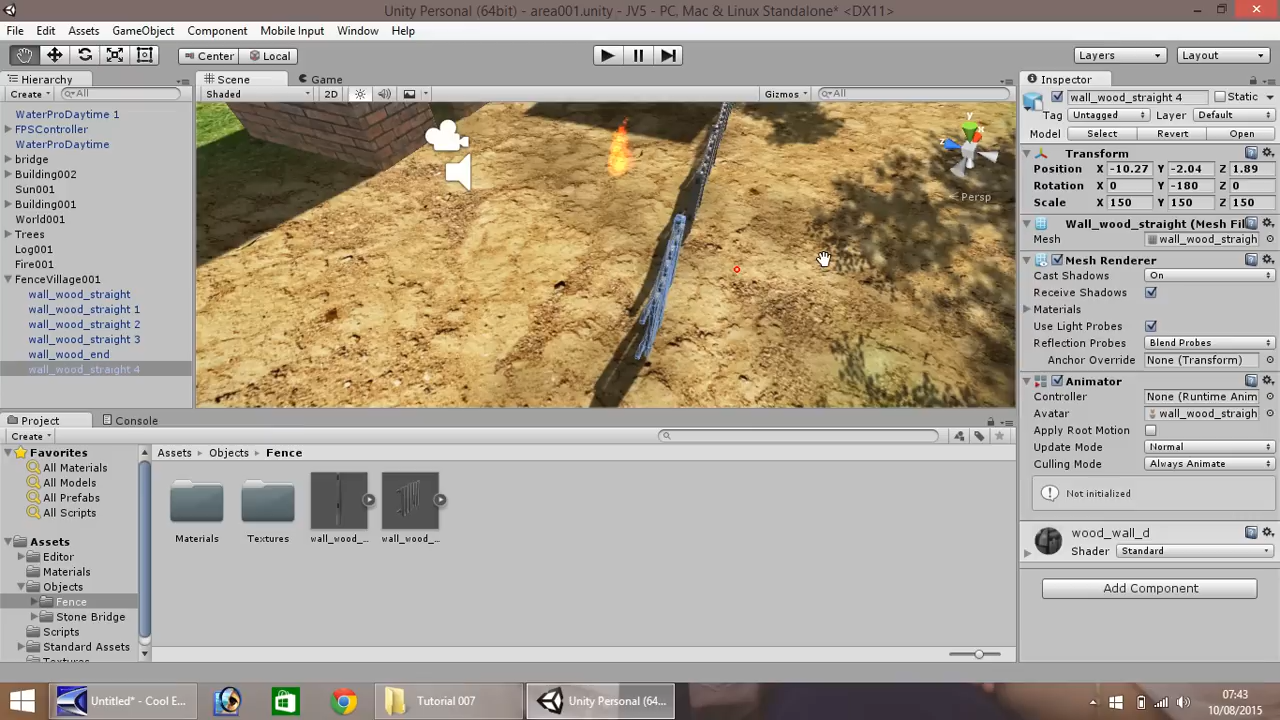 Unity Personal (64bit) - area001.unity - JV5 - PC, Mac & Linux Standalone* <DX11>
File Edit Assets GameObject Component Mobile Input Window Help
Center Local Layers Layout
Hierarchy
Create All
WaterProDaytime 1
FPSController
WaterProDaytime
bridge
Building002
Sun001
Building001
World001
Trees
Log001
Fire001
FenceVillage001
wall_wood_straight
wall_wood_straight 1
wall_wood_straight 2
wall_wood_straight 3
wall_wood_end
wall_wood_straight 4
Scene Game
Shaded 2D Gizmos All
y
x
z
Persp
Inspector
wall_wood_straight 4 Static
Tag Untagged Layer Default
Model Select Revert Open
Transform
Position X -10.27 Y -2.04 Z 1.89
Rotation X 0 Y -180 Z 0
Scale X 150 Y 150 Z 150
Wall_wood_straight (Mesh Fil
Mesh wall_wood_straigh
Mesh Renderer
Cast Shadows On
Receive Shadows
Materials
Use Light Probes
Reflection Probes Blend Probes
Anchor Override None (Transform)
Animator
Controller None (Runtime Anim
Avatar wall_wood_straigh
Apply Root Motion
Update Mode Normal
Culling Mode Always Animate
Not initialized
wood_wall_d
Shader Standard
Add Component
Project Console
Create
Favorites
All Materials
All Models
All Prefabs
All Scripts
Assets
Editor
Materials
Objects
Fence
Stone Bridge
Scripts
Standard Assets
Assets Objects Fence
Materials Textures wall_wood_... wall_wood_...
Untitled* - Cool E... Tutorial 007 Unity Personal (64...
07:43
10/08/2015